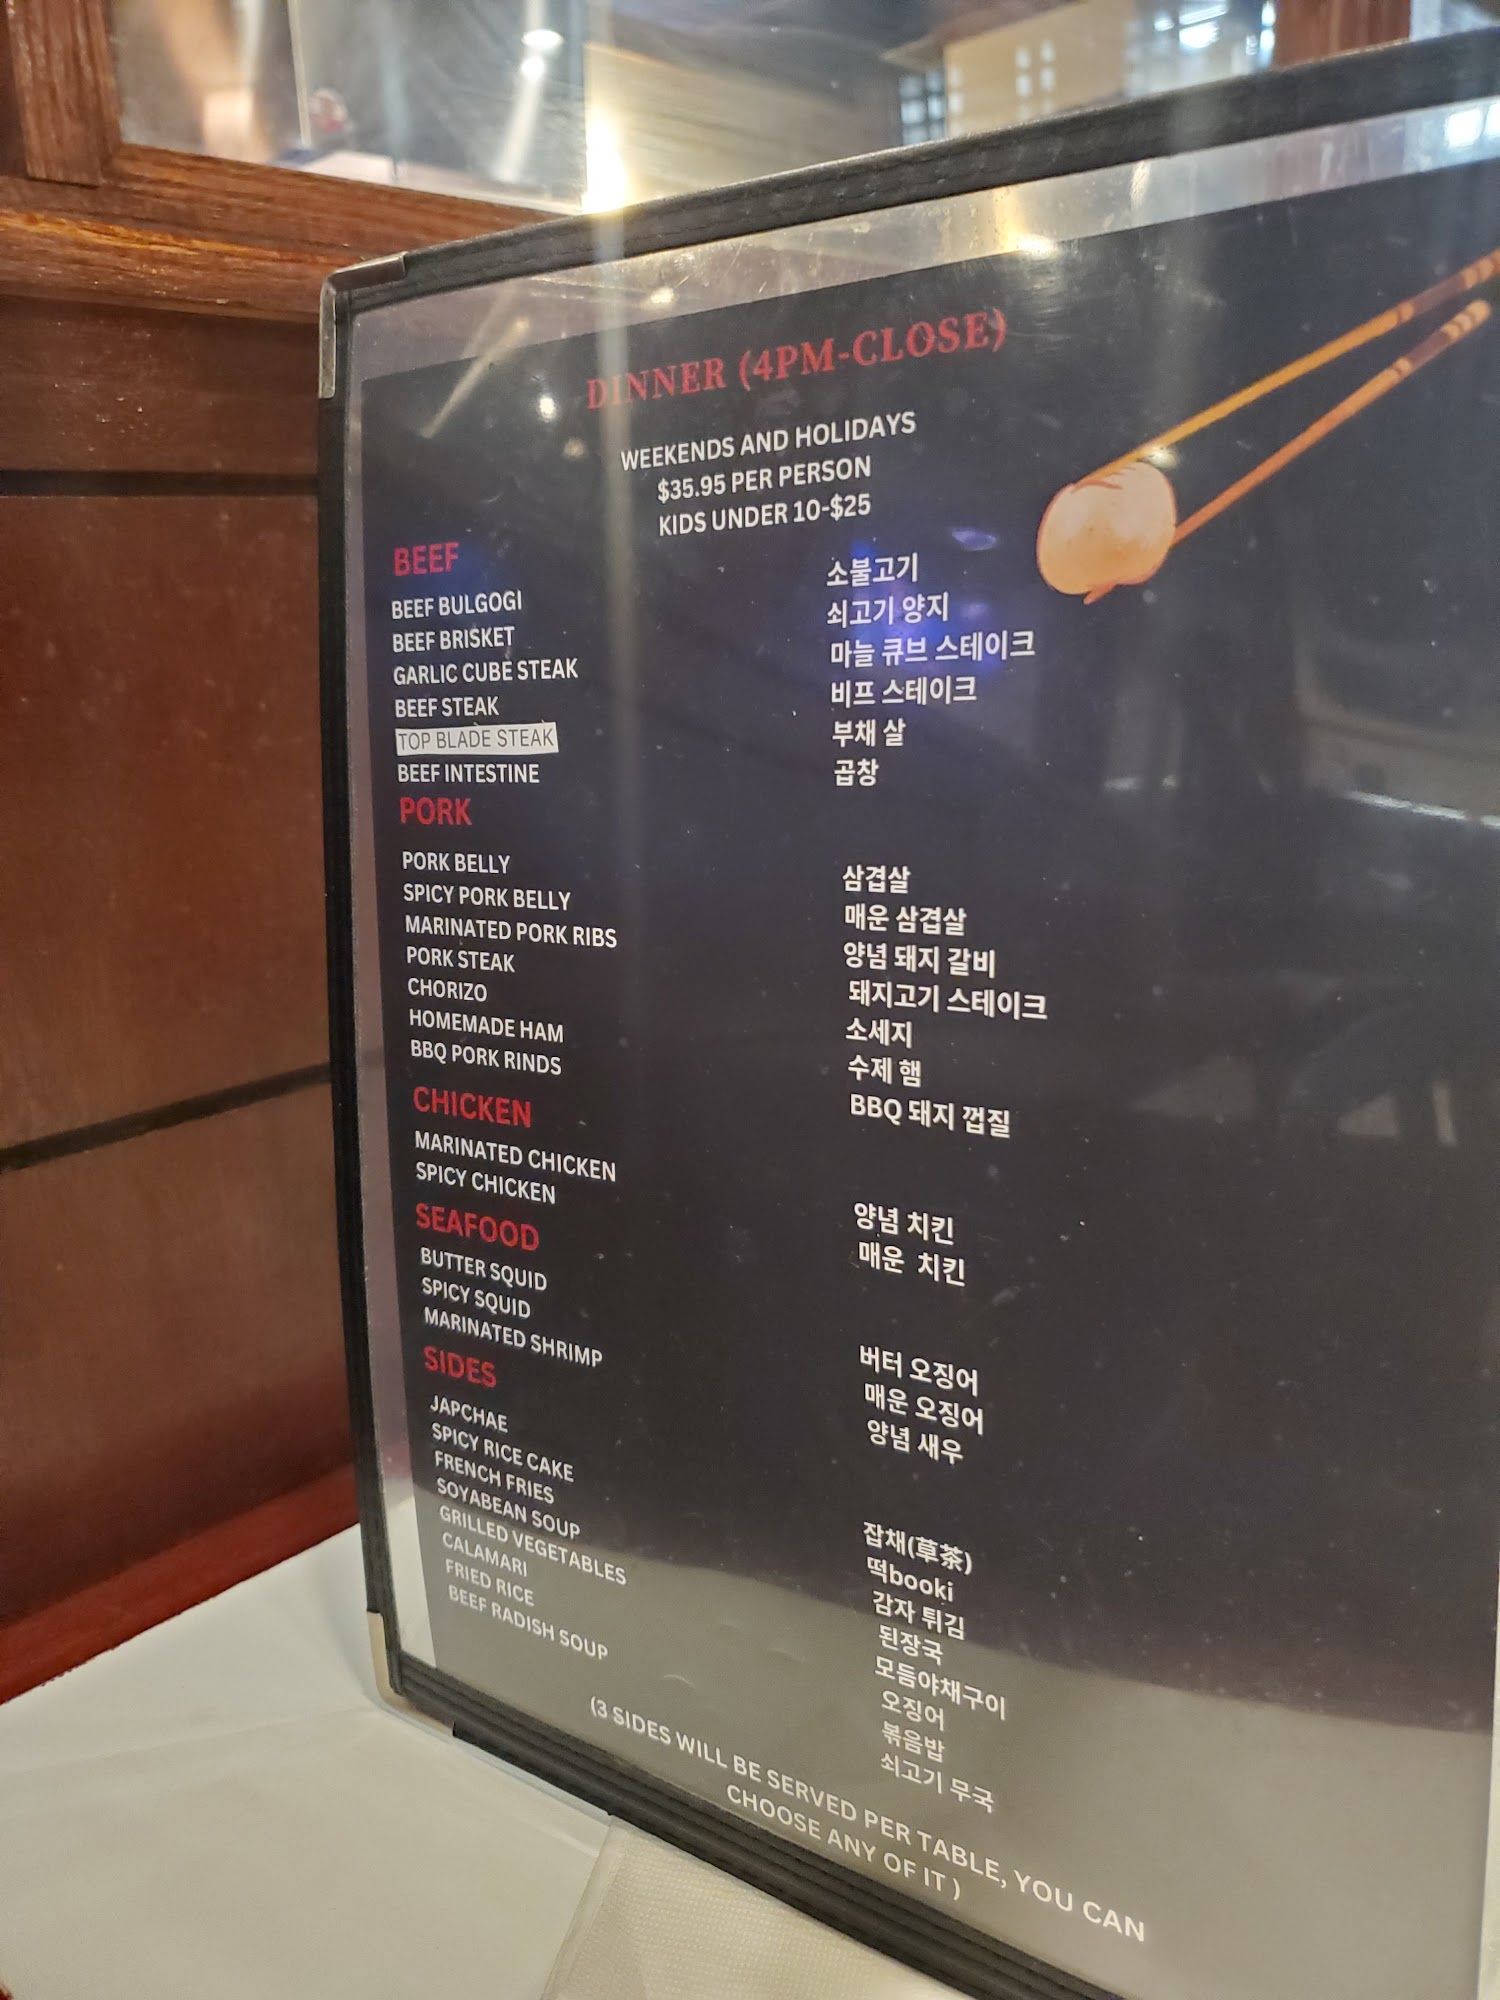 DINNER (4PM-CLOSE)
WEEKENDS AND HOLIDAYS
$35.95 PER PERSON
KIDS UNDER 10-$25
BEEF
BEEF BULGOGI 소불고기
BEEF BRISKET 쇠고기 양지
GARLIC CUBE STEAK 마늘 큐브 스테이크
BEEF STEAK 비프 스테이크
TOP BLADE STEAK 부채 살
BEEF INTESTINE 곱창
PORK
PORK BELLY 삼겹살
SPICY PORK BELLY 매운 삼겹살
MARINATED PORK RIBS 양념 돼지 갈비
PORK STEAK 돼지고기 스테이크
CHORIZO 소세지
HOMEMADE HAM 수제 햄
BBQ PORK RINDS BBQ 돼지 껍질
CHICKEN
MARINATED CHICKEN 양념 치킨
SPICY CHICKEN 매운 치킨
SEAFOOD
BUTTER SQUID 버터 오징어
SPICY SQUID 매운 오징어
MARINATED SHRIMP 양념 새우
SIDES
JAPCHAE 잡채(草茶)
SPICY RICE CAKE 떡booki
FRENCH FRIES 감자 튀김
SOYABEAN SOUP 된장국
GRILLED VEGETABLES 모듬야채구이
CALAMARI 오징어
FRIED RICE 볶음밥
BEEF RADISH SOUP 쇠고기 무국
(3 SIDES WILL BE SERVED PER TABLE, YOU CAN
CHOOSE ANY OF IT )